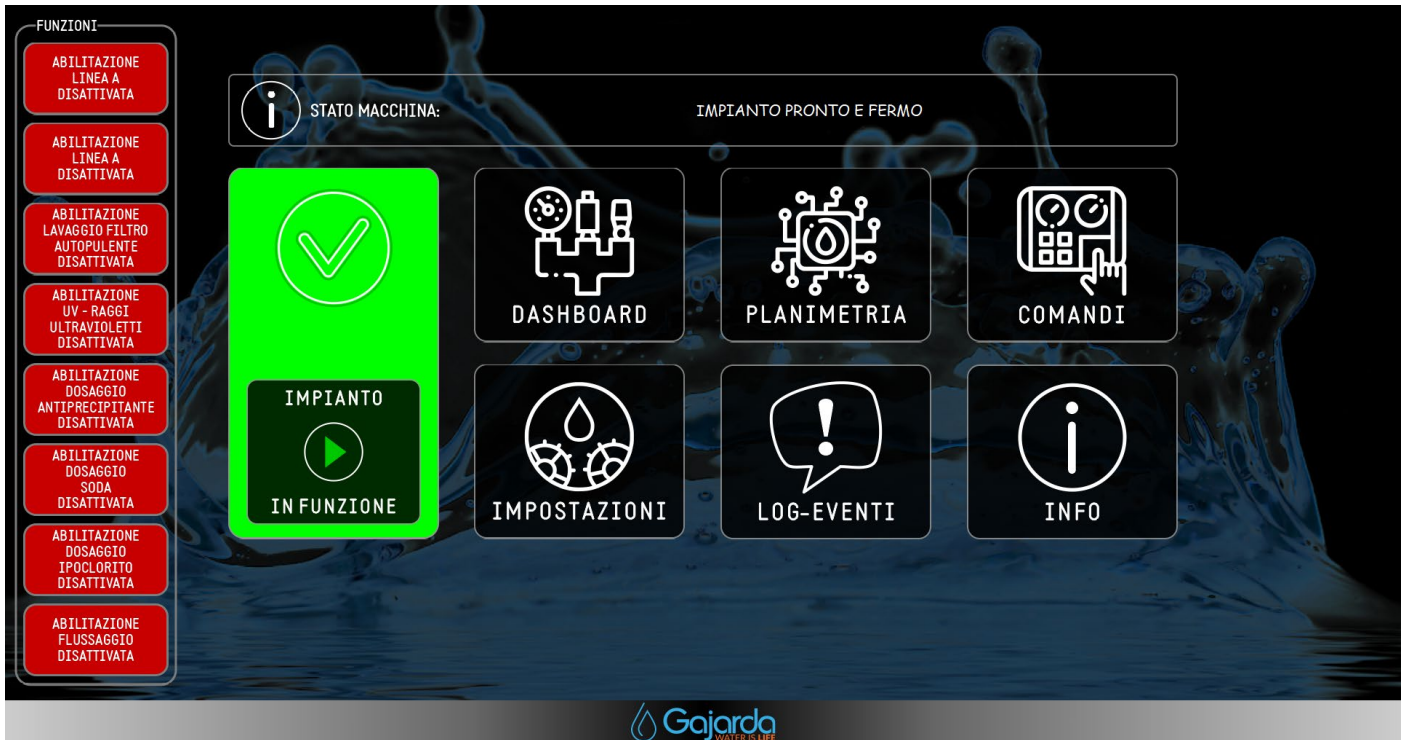 FUNZIONI
ABILITAZIONE
LINEA A
DISATTIVATA
ABILITAZIONE
LINEA A
DISATTIVATA
ABILITAZIONE
LAVAGGIO FILTRO
AUTOPULENTE
DISATTIVATA
ABILITAZIONE
UV - RAGGI
ULTRAVIOLETTI
DISATTIVATA
ABILITAZIONE
DOSAGGIO
ANTIPRECIPITANTE
DISATTIVATA
ABILITAZIONE
DOSAGGIO
SODA
DISATTIVATA
ABILITAZIONE
DOSAGGIO
IPOCLORITO
DISATTIVATA
ABILITAZIONE
FLUSSAGGIO
DISATTIVATA
STATO MACCHINA: IMPIANTO PRONTO E FERMO
IMPIANTO
IN FUNZIONE
DASHBOARD
PLANIMETRIA
COMANDI
IMPOSTAZIONI
LOG-EVENTI
INFO
Gajarda
WATER IS LIFE